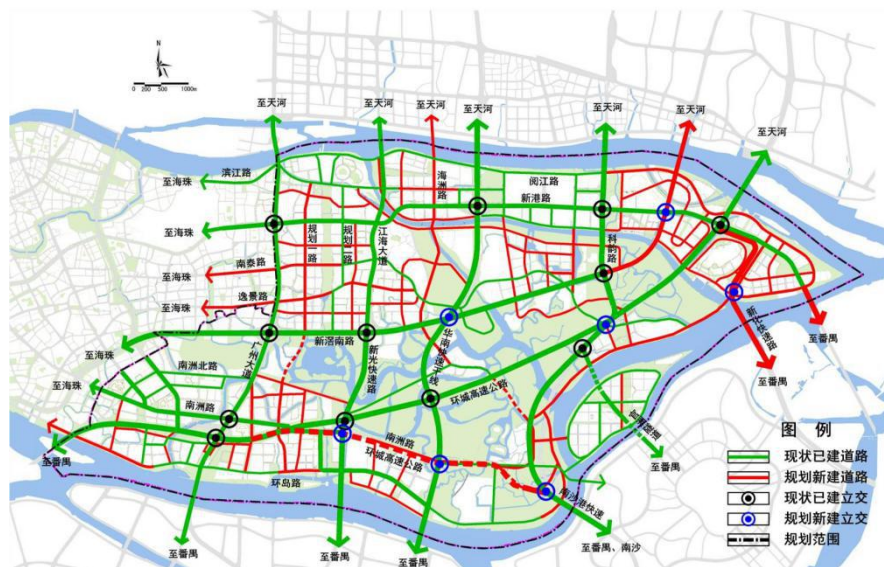 N
0 200 500 1000m
至天河
至天河
至天河
至天河
至天河
至天河
至天河
滨江路
至海珠
海洲路
阅江路
新港路
至海珠
规划一路
规划一路
江海大道
科韵路
南泰路
至海珠
逸景路
至海珠
新滘南路
华南快速干线
新化快速路
至番禺
至番禺
至海珠
广州大道
南洲北路
新光快速路
至海珠
南洲路
环城高速公路
至番禺
南洲路
环城高速公路
至番禺
环岛路
南沙港快速
至番禺
至番禺
至番禺
至番禺、南沙
图 例
现状已建道路
规划新建道路
现状已建立交
规划新建立交
规划范围